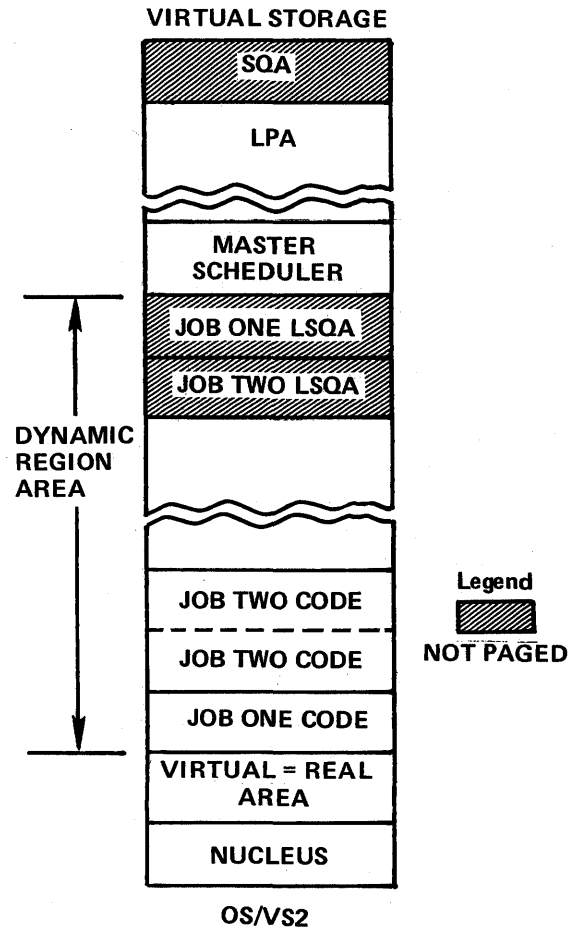 VIRTUAL STORAGE
SQA
LPA
MASTER
SCHEDULER
JOB ONE LSQA
JOB TWO LSQA
DYNAMIC
REGION
AREA
JOB TWO CODE
JOB TWO CODE
JOB ONE CODE
VIRTUAL = REAL
AREA
NUCLEUS
Legend
NOT PAGED
OS/VS2